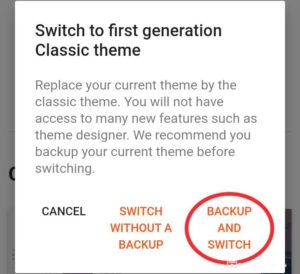 Switch to first generation
Classic theme
Replace your current theme by the
classic theme. You will not have
access to many new features such as
theme designer. We recommend you
backup your current theme before
switching.
CANCEL
SWITCH
WITHOUT A
BACKUP
BACKUP
AND
SWITCH